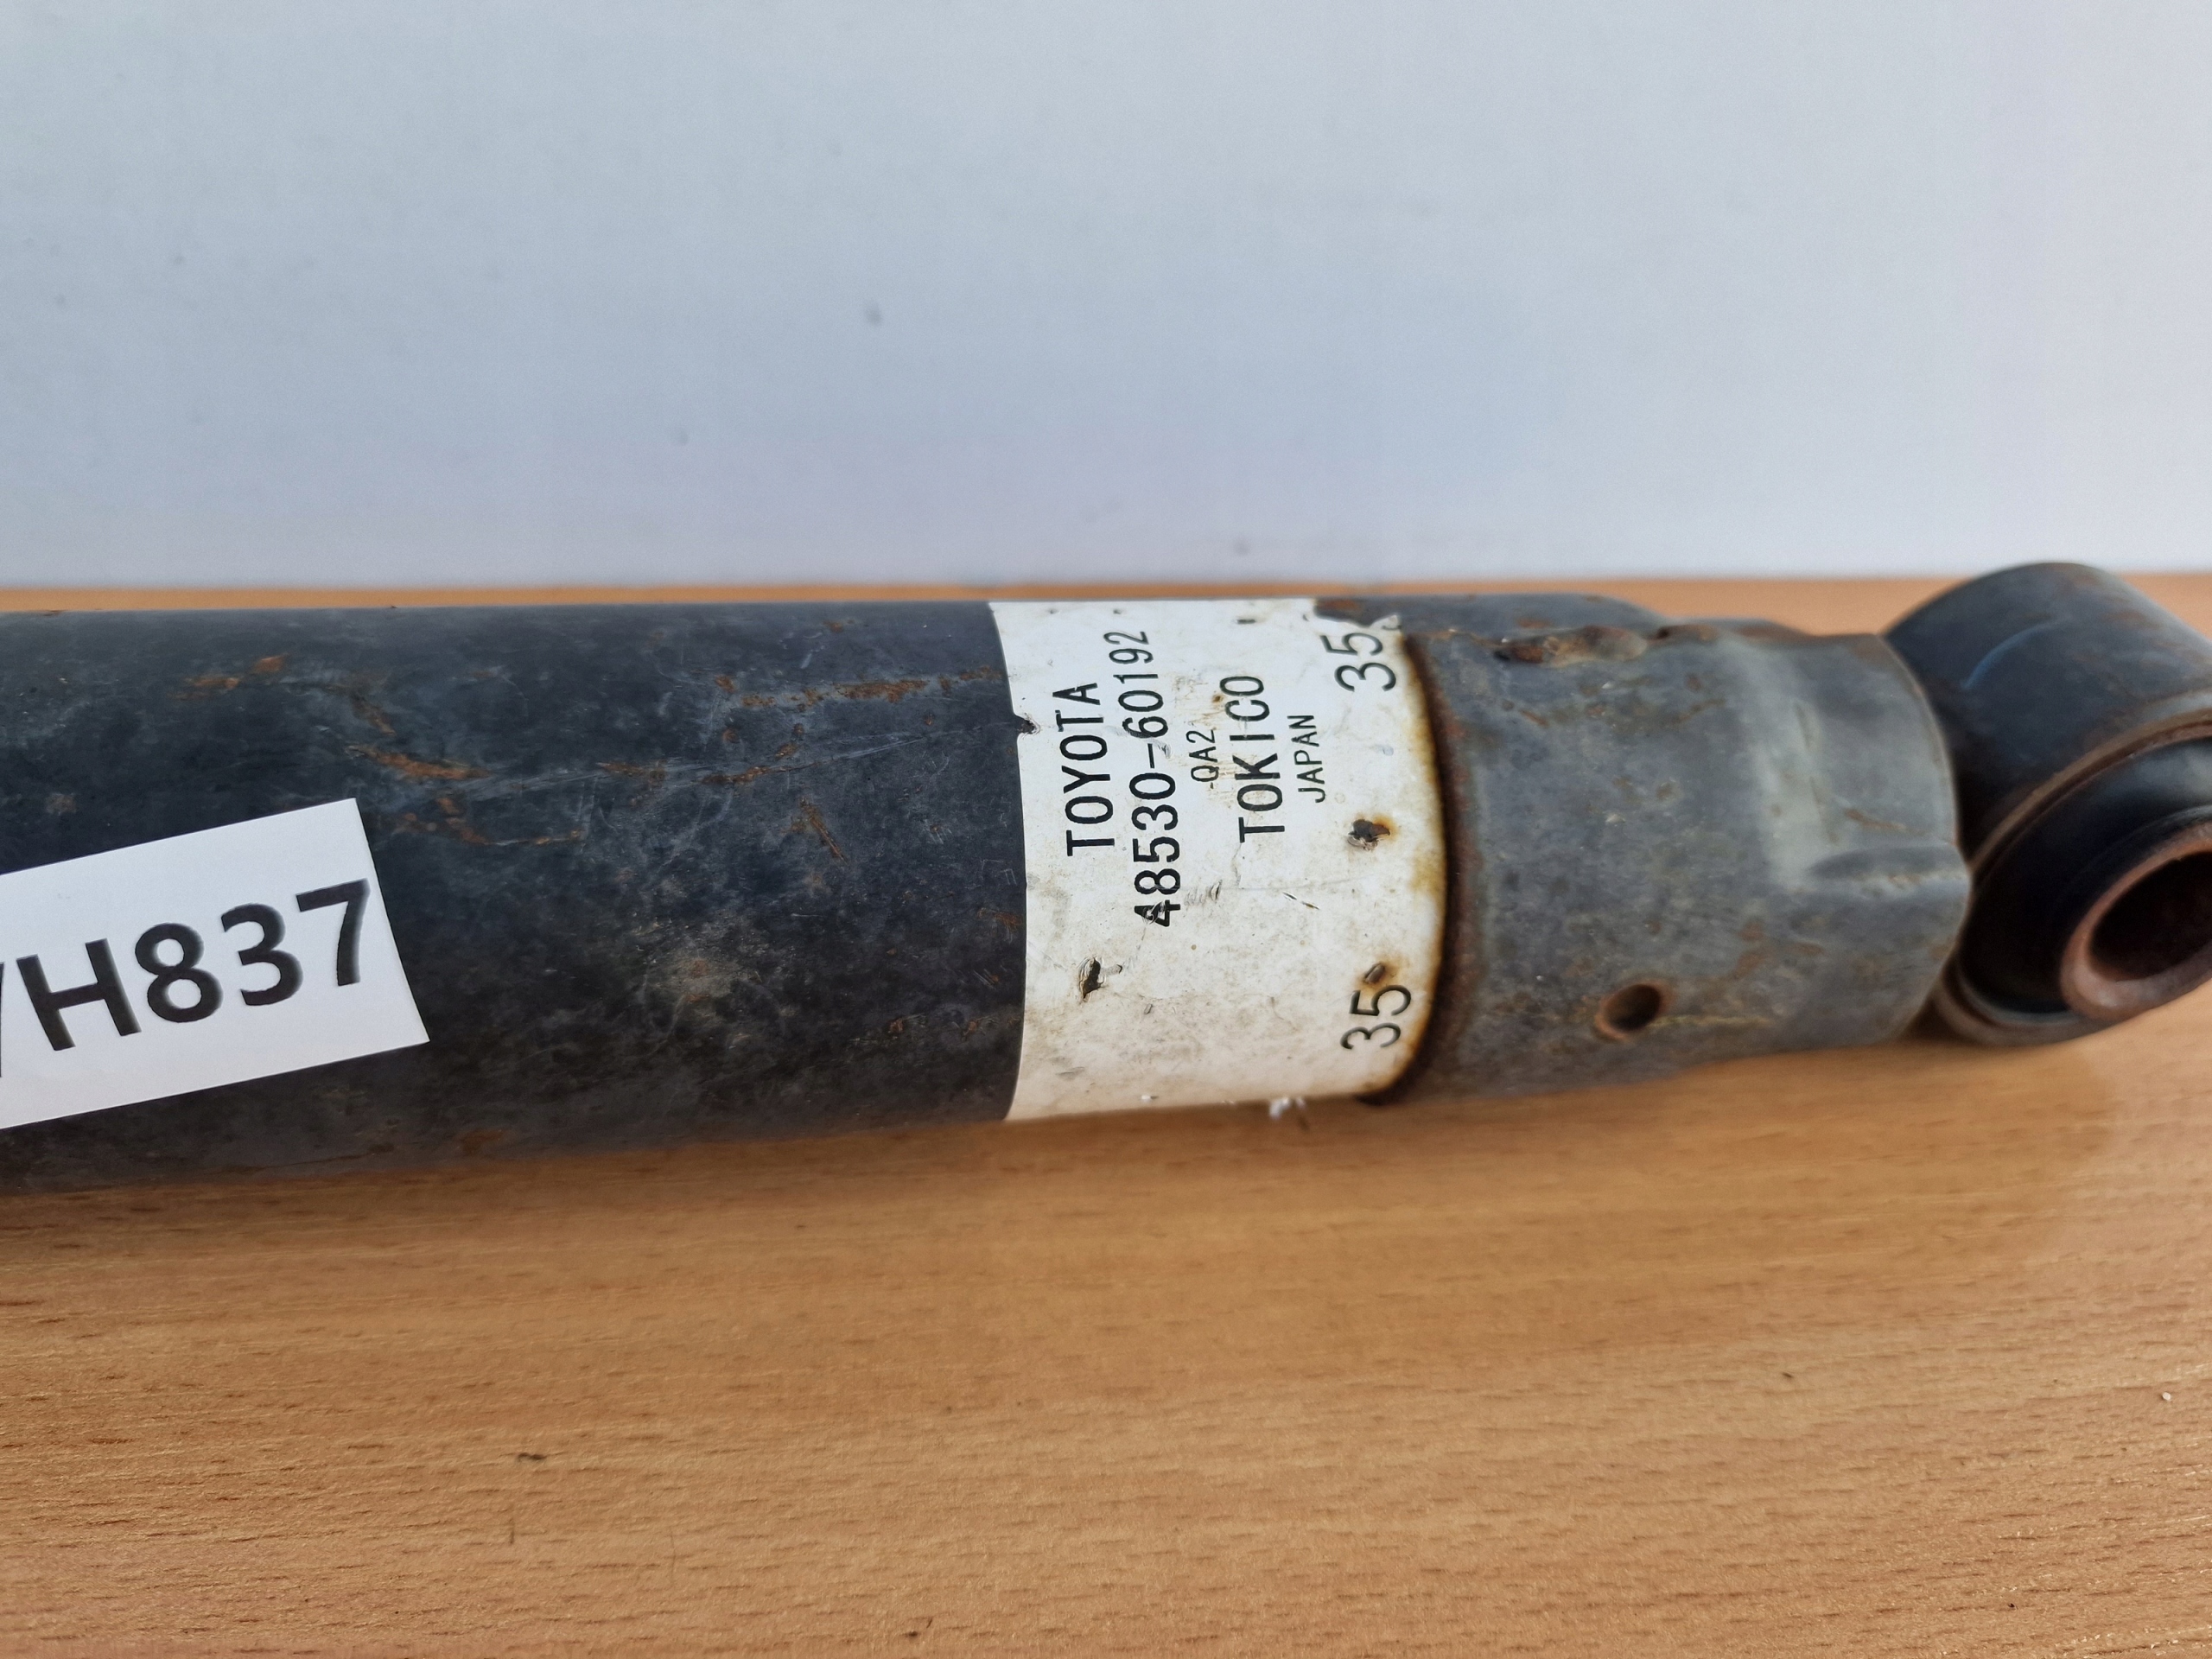 TOYOTA
48530-60192
-QA2
TOKICO
JAPAN
35
35
H837